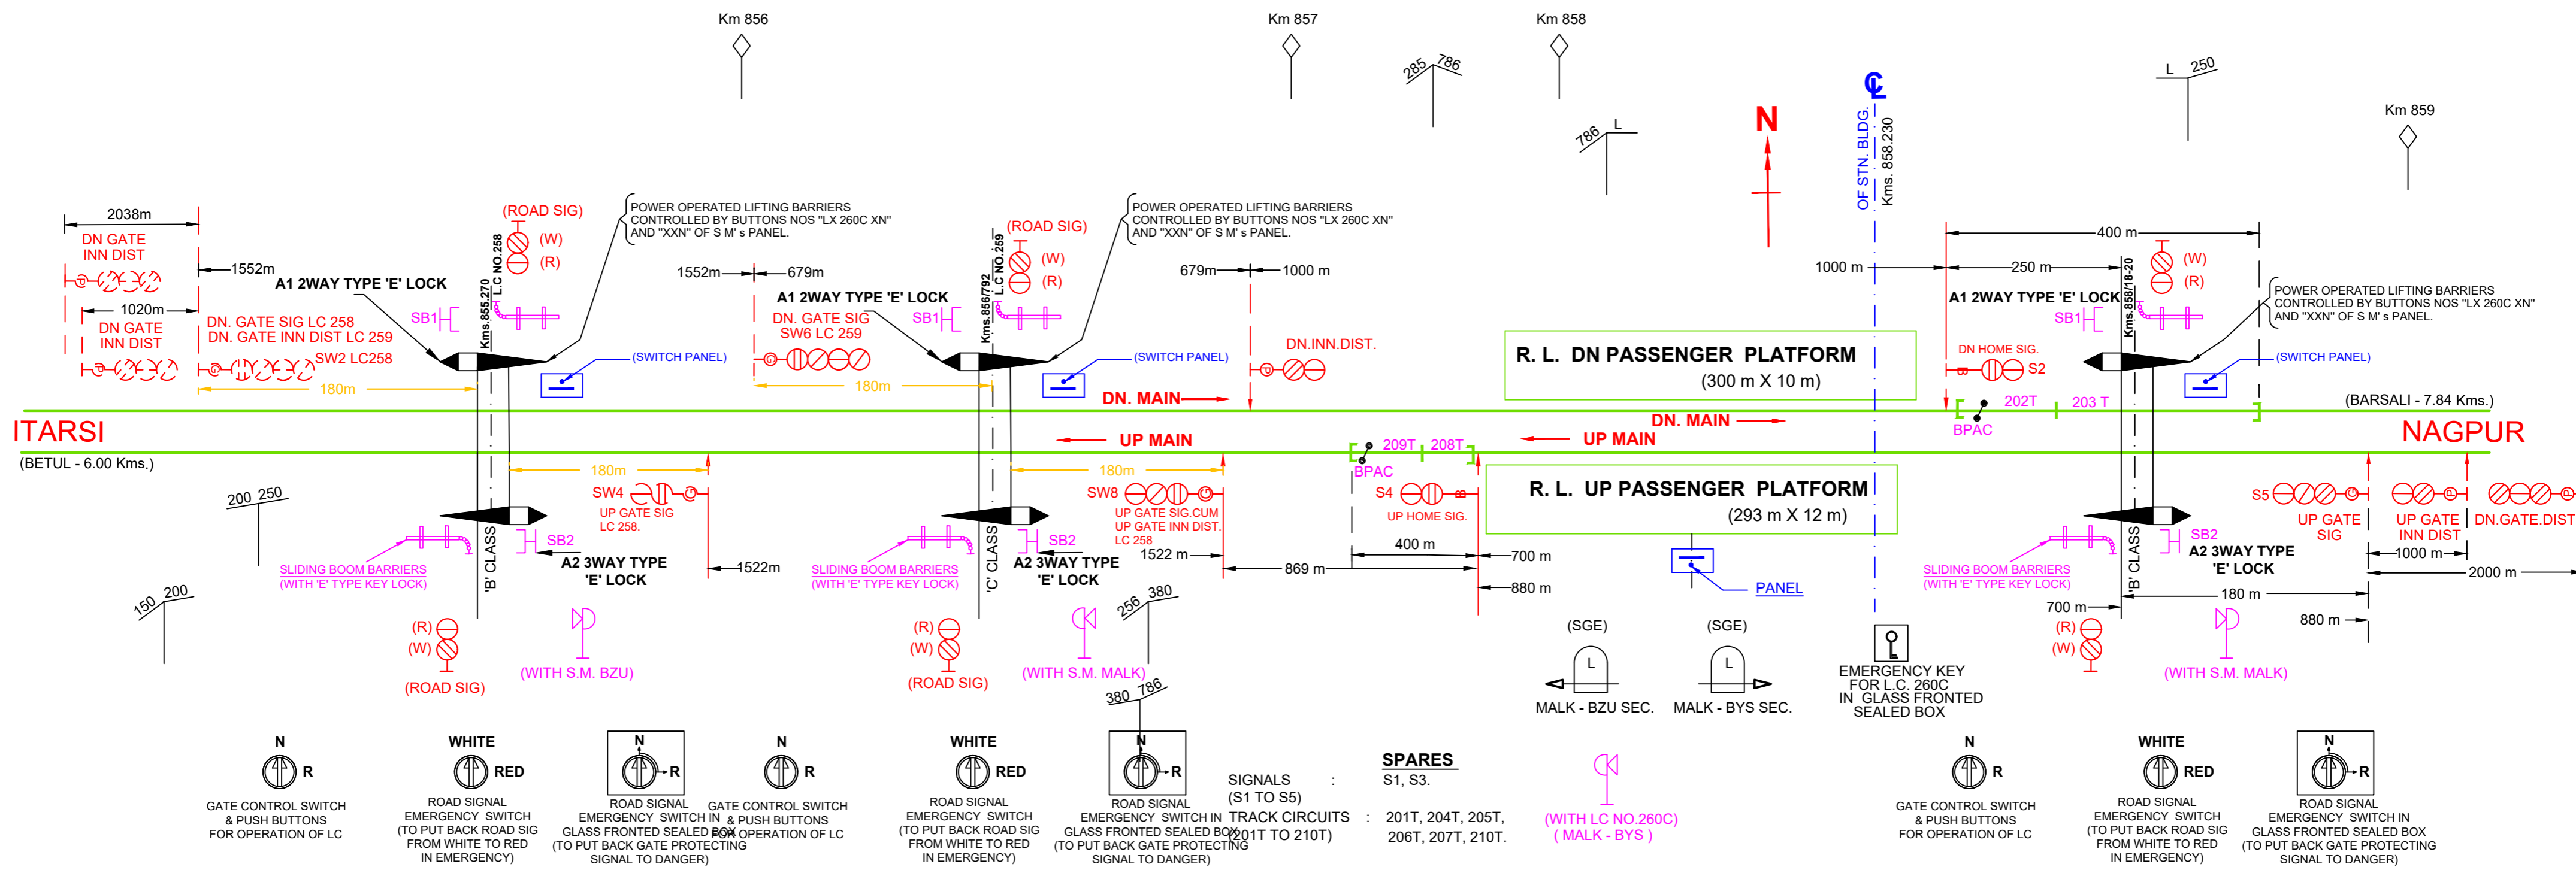 Km 856
Km 857
Km 858
Km 859
285 786
786 L
L 250
N
C L
OF STN. BLDG.
Kms. 858.230
2038m
DN GATE
INN DIST
1552m
1020m
DN GATE
INN DIST
DN. GATE SIG LC 258
DN. GATE INN DIST LC 259
SW2 LC258
180m
A1 2WAY TYPE 'E' LOCK
SB1
Kms.855.270
L.C NO.258
(ROAD SIG)
(W)
(R)
POWER OPERATED LIFTING BARRIERS
CONTROLLED BY BUTTONS NOS "LX 260C XN"
AND "XXN" OF S M' s PANEL.
(SWITCH PANEL)
1552m
679m
A1 2WAY TYPE 'E' LOCK
DN. GATE SIG
SW6 LC 259
SB1
180m
Kms.856/792
L.C NO.259
(ROAD SIG)
(W)
(R)
POWER OPERATED LIFTING BARRIERS
CONTROLLED BY BUTTONS NOS "LX 260C XN"
AND "XXN" OF S M' s PANEL.
(SWITCH PANEL)
679m
1000 m
DN.INN.DIST.
DN. MAIN
R. L. DN PASSENGER PLATFORM
(300 m X 10 m)
1000 m
400 m
250 m
A1 2WAY TYPE 'E' LOCK
SB1
Kms.858/18-20
(W)
(R)
DN HOME SIG.
B
S2
POWER OPERATED LIFTING BARRIERS
CONTROLLED BY BUTTONS NOS "LX 260C XN"
AND "XXN" OF S M' s PANEL.
(SWITCH PANEL)
202T
203 T
BPAC
(BARSALI - 7.84 Kms.)
ITARSI
(BETUL - 6.00 Kms.)
UP MAIN
UP MAIN
DN. MAIN
NAGPUR
209T
208T
BPAC
180m
SW4
G
UP GATE SIG
LC 258.
180m
SW8
G
UP GATE SIG.CUM
UP GATE INN DIST.
LC 258
S4
B
UP HOME SIG.
R. L. UP PASSENGER PLATFORM
(293 m X 12 m)
S5
G
UP GATE
SIG
P
UP GATE
INN DIST
P
DN.GATE.DIST
200 250
150 200
SLIDING BOOM BARRIERS
(WITH 'E' TYPE KEY LOCK)
'B' CLASS
SB2
A2 3WAY TYPE
'E' LOCK
1522m
SLIDING BOOM BARRIERS
(WITH 'E' TYPE KEY LOCK)
'C' CLASS
SB2
A2 3WAY TYPE
'E' LOCK
1522 m
869 m
400 m
700 m
880 m
256 380
PANEL
SLIDING BOOM BARRIERS
(WITH 'E' TYPE KEY LOCK)
'B' CLASS
SB2
A2 3WAY TYPE
'E' LOCK
1000 m
2000 m
180 m
700 m
880 m
(R)
(W)
(ROAD SIG)
(WITH S.M. BZU)
(R)
(W)
(ROAD SIG)
(WITH S.M. MALK)
380 786
(SGE)
L
MALK - BZU SEC.
(SGE)
L
MALK - BYS SEC.
EMERGENCY KEY
FOR L.C. 260C
IN GLASS FRONTED
SEALED BOX
(R)
(W)
(WITH S.M. MALK)
N
R
GATE CONTROL SWITCH
& PUSH BUTTONS
FOR OPERATION OF LC
WHITE
RED
ROAD SIGNAL
EMERGENCY SWITCH
(TO PUT BACK ROAD SIG
FROM WHITE TO RED
IN EMERGENCY)
N
R
ROAD SIGNAL
EMERGENCY SWITCH IN
GLASS FRONTED SEALED BOX
(TO PUT BACK GATE PROTECTING
SIGNAL TO DANGER)
N
R
GATE CONTROL SWITCH
& PUSH BUTTONS
FOR OPERATION OF LC
WHITE
RED
ROAD SIGNAL
EMERGENCY SWITCH
(TO PUT BACK ROAD SIG
FROM WHITE TO RED
IN EMERGENCY)
N
R
ROAD SIGNAL
EMERGENCY SWITCH IN
GLASS FRONTED SEALED BOX
(TO PUT BACK GATE PROTECTING
SIGNAL TO DANGER)
SPARES
SIGNALS : S1, S3.
(S1 TO S5)
TRACK CIRCUITS : 201T, 204T, 205T,
(201T TO 210T) 206T, 207T, 210T.
(WITH LC NO.260C)
( MALK - BYS )
N
R
GATE CONTROL SWITCH
& PUSH BUTTONS
FOR OPERATION OF LC
WHITE
RED
ROAD SIGNAL
EMERGENCY SWITCH
(TO PUT BACK ROAD SIG
FROM WHITE TO RED
IN EMERGENCY)
N
R
ROAD SIGNAL
EMERGENCY SWITCH IN
GLASS FRONTED SEALED BOX
(TO PUT BACK GATE PROTECTING
SIGNAL TO DANGER)